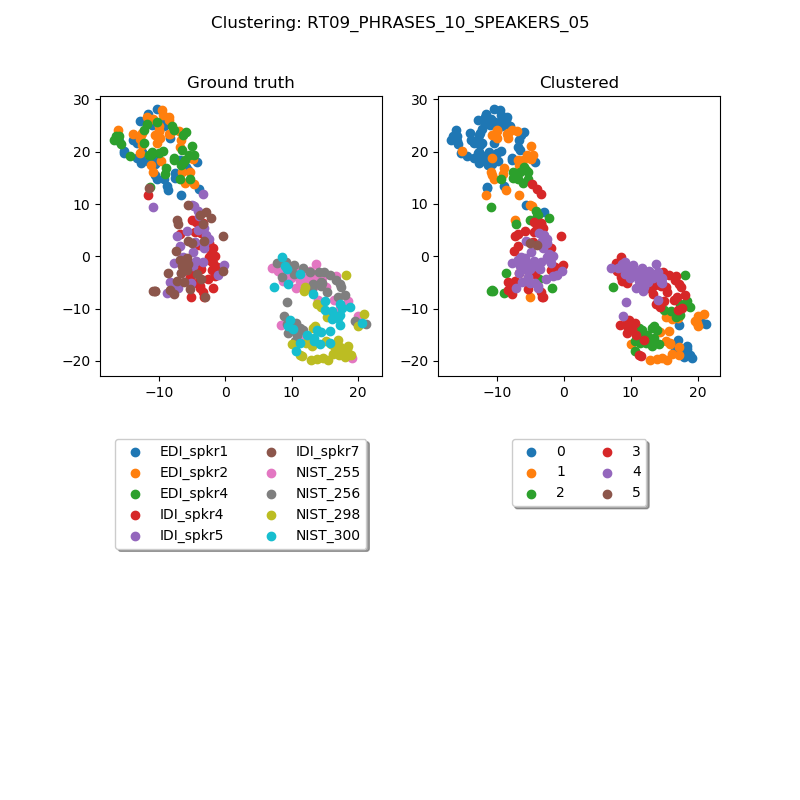 Clustering: RT09_PHRASES_10_SPEAKERS_05
Ground truth
30
20
10
0
−10
−20
−10 0 10 20
Clustered
30
20
10
0
−10
−20
−10 0 10 20
EDI_spkr1 IDI_spkr7
EDI_spkr2 NIST_255
EDI_spkr4 NIST_256
IDI_spkr4 NIST_298
IDI_spkr5 NIST_300
0 3
1 4
2 5